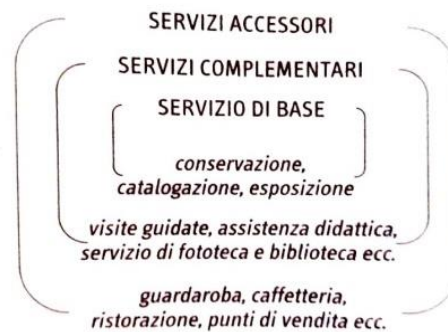 SERVIZI ACCESSORI
SERVIZI COMPLEMENTARI
SERVIZIO DI BASE
conservazione,
catalogazione, esposizione
visite guidate, assistenza didattica,
servizio di fototeca e biblioteca ecc.
guardaroba, caffetteria,
ristorazione, punti di vendita ecc.